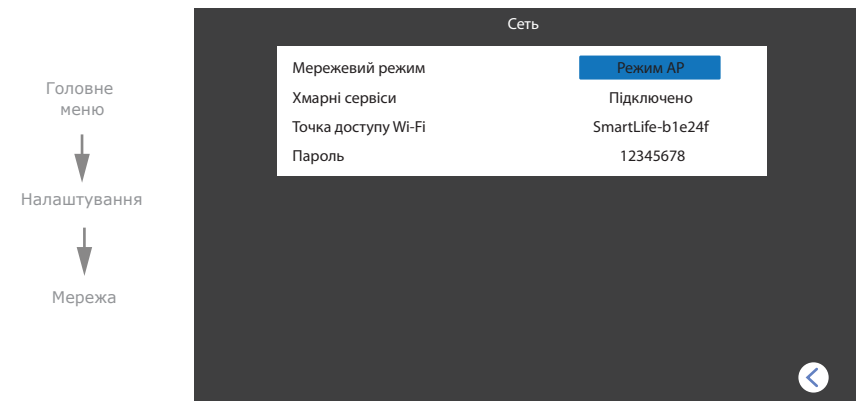 Головне
меню
Налаштування
Мережа
Сеть
Мережевий режим Режим AP
Хмарні сервіси Підключено
Точка доступу Wi-Fi SmartLife-b1e24f
Пароль 12345678